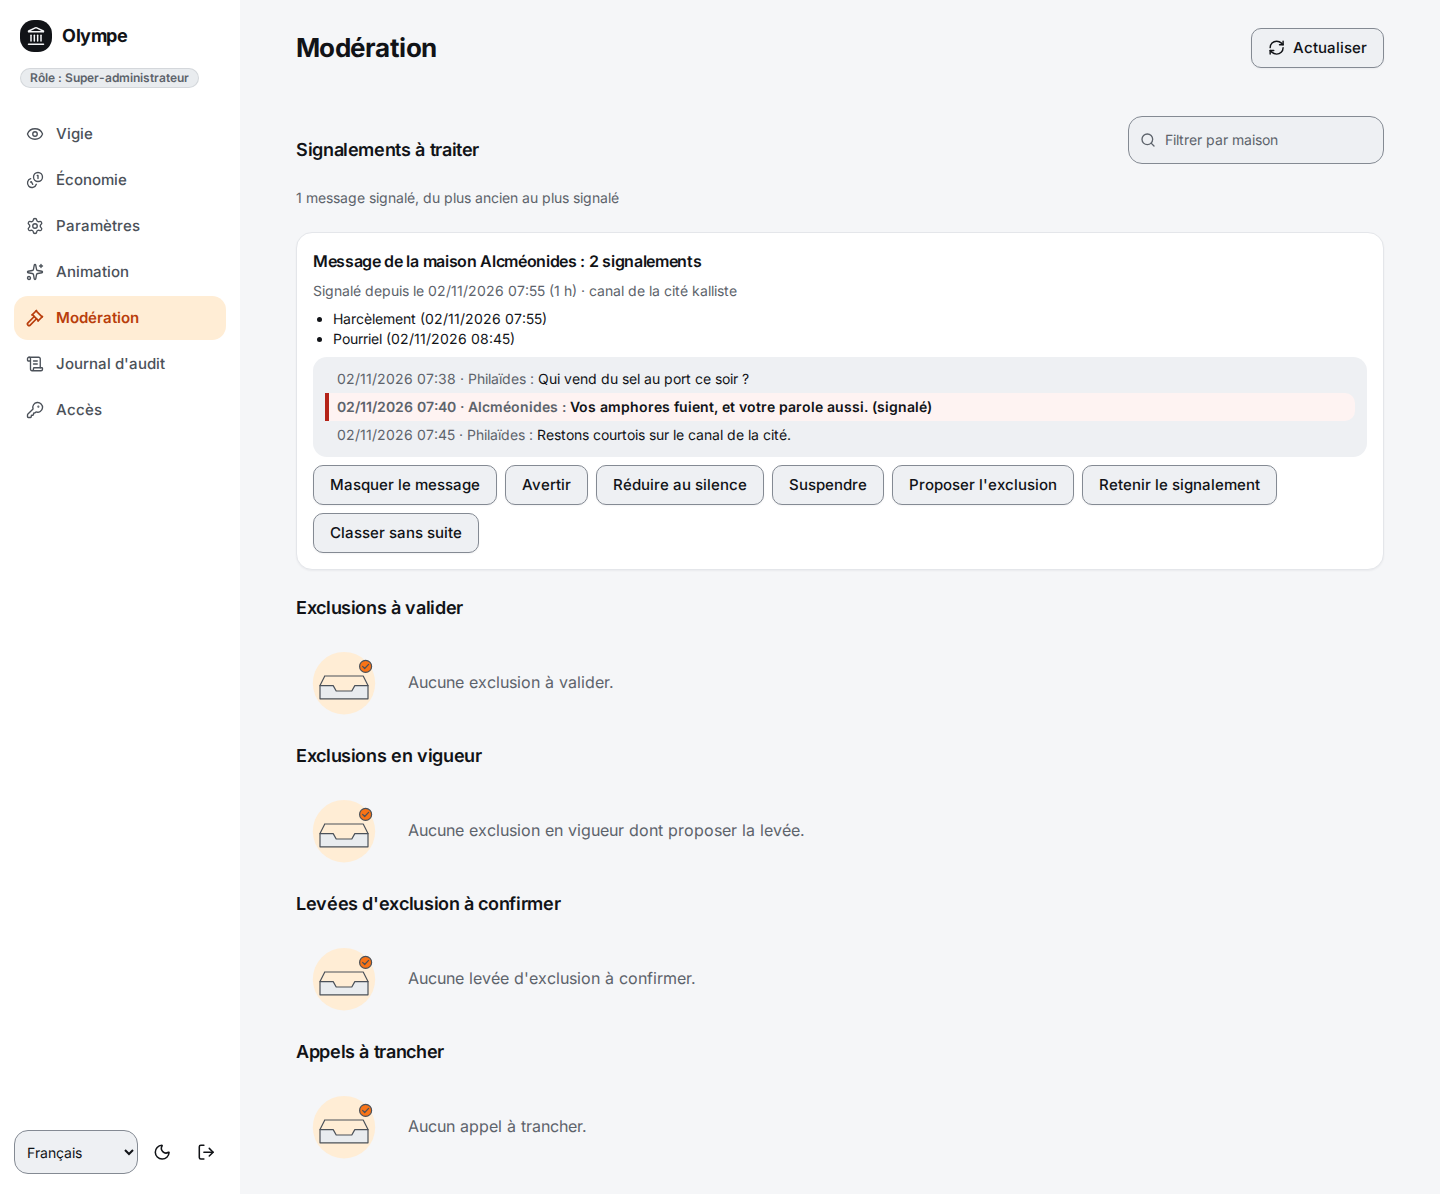 Olympe
Rôle : Super-administrateur
Vigie
Économie
Paramètres
Animation
Modération
Journal d'audit
Accès
Français
Modération
Actualiser
Signalements à traiter
Filtrer par maison
1 message signalé, du plus ancien au plus signalé
Message de la maison Alcméonides : 2 signalements
Signalé depuis le 02/11/2026 07:55 (1 h) · canal de la cité kalliste
Harcèlement (02/11/2026 07:55)
Pourriel (02/11/2026 08:45)
02/11/2026 07:38 · Philaïdes : Qui vend du sel au port ce soir ?
02/11/2026 07:40 · Alcméonides : Vos amphores fuient, et votre parole aussi. (signalé)
02/11/2026 07:45 · Philaïdes : Restons courtois sur le canal de la cité.
Masquer le message
Avertir
Réduire au silence
Suspendre
Proposer l'exclusion
Retenir le signalement
Classer sans suite
Exclusions à valider
Aucune exclusion à valider.
Exclusions en vigueur
Aucune exclusion en vigueur dont proposer la levée.
Levées d'exclusion à confirmer
Aucune levée d'exclusion à confirmer.
Appels à trancher
Aucun appel à trancher.